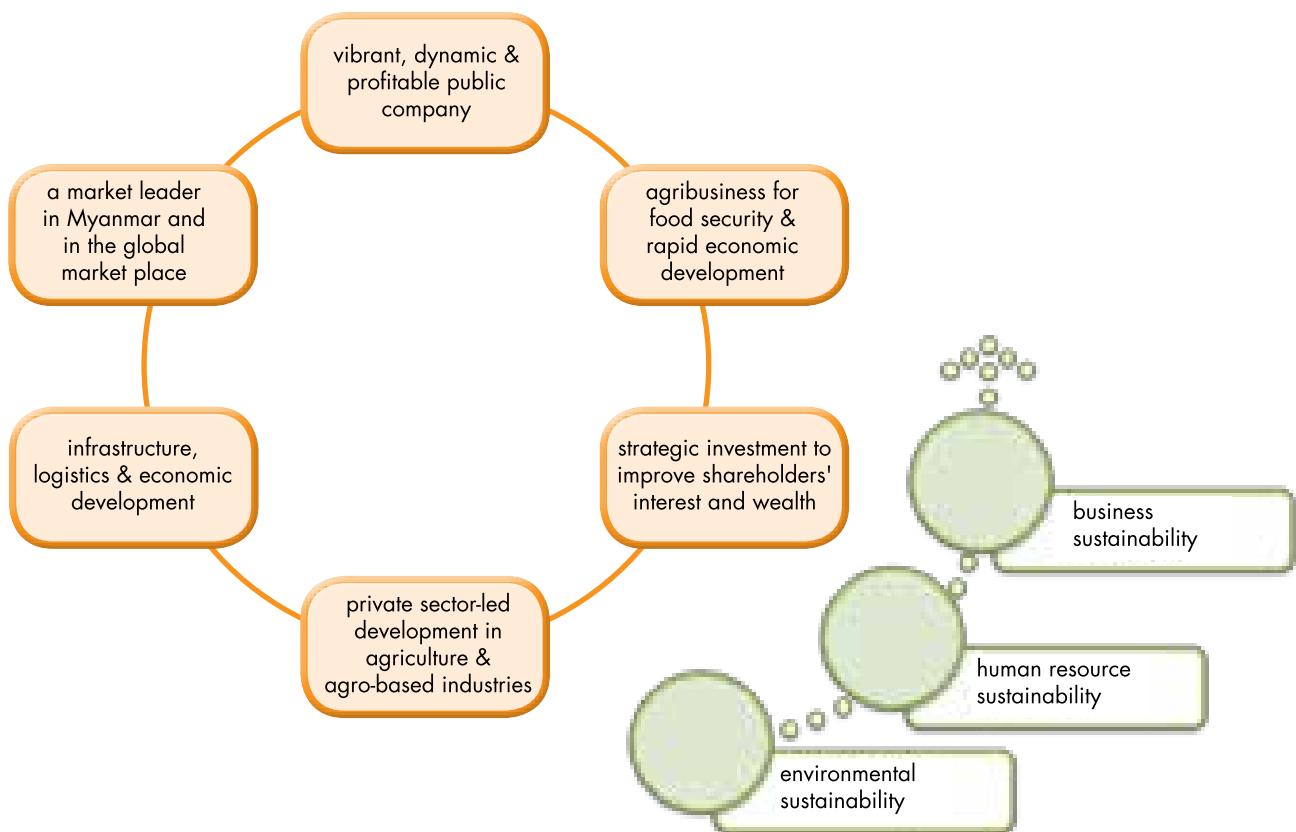 vibrant, dynamic &
profitable public
company
a market leader
in Myanmar and
in the global
market place
agribusiness for
food security &
rapid economic
development
infrastructure,
logistics & economic
development
strategic investment to
improve shareholders'
interest and wealth
private sector-led
development in
agriculture &
agro-based industries
business
sustainability
human resource
sustainability
environmental
sustainability